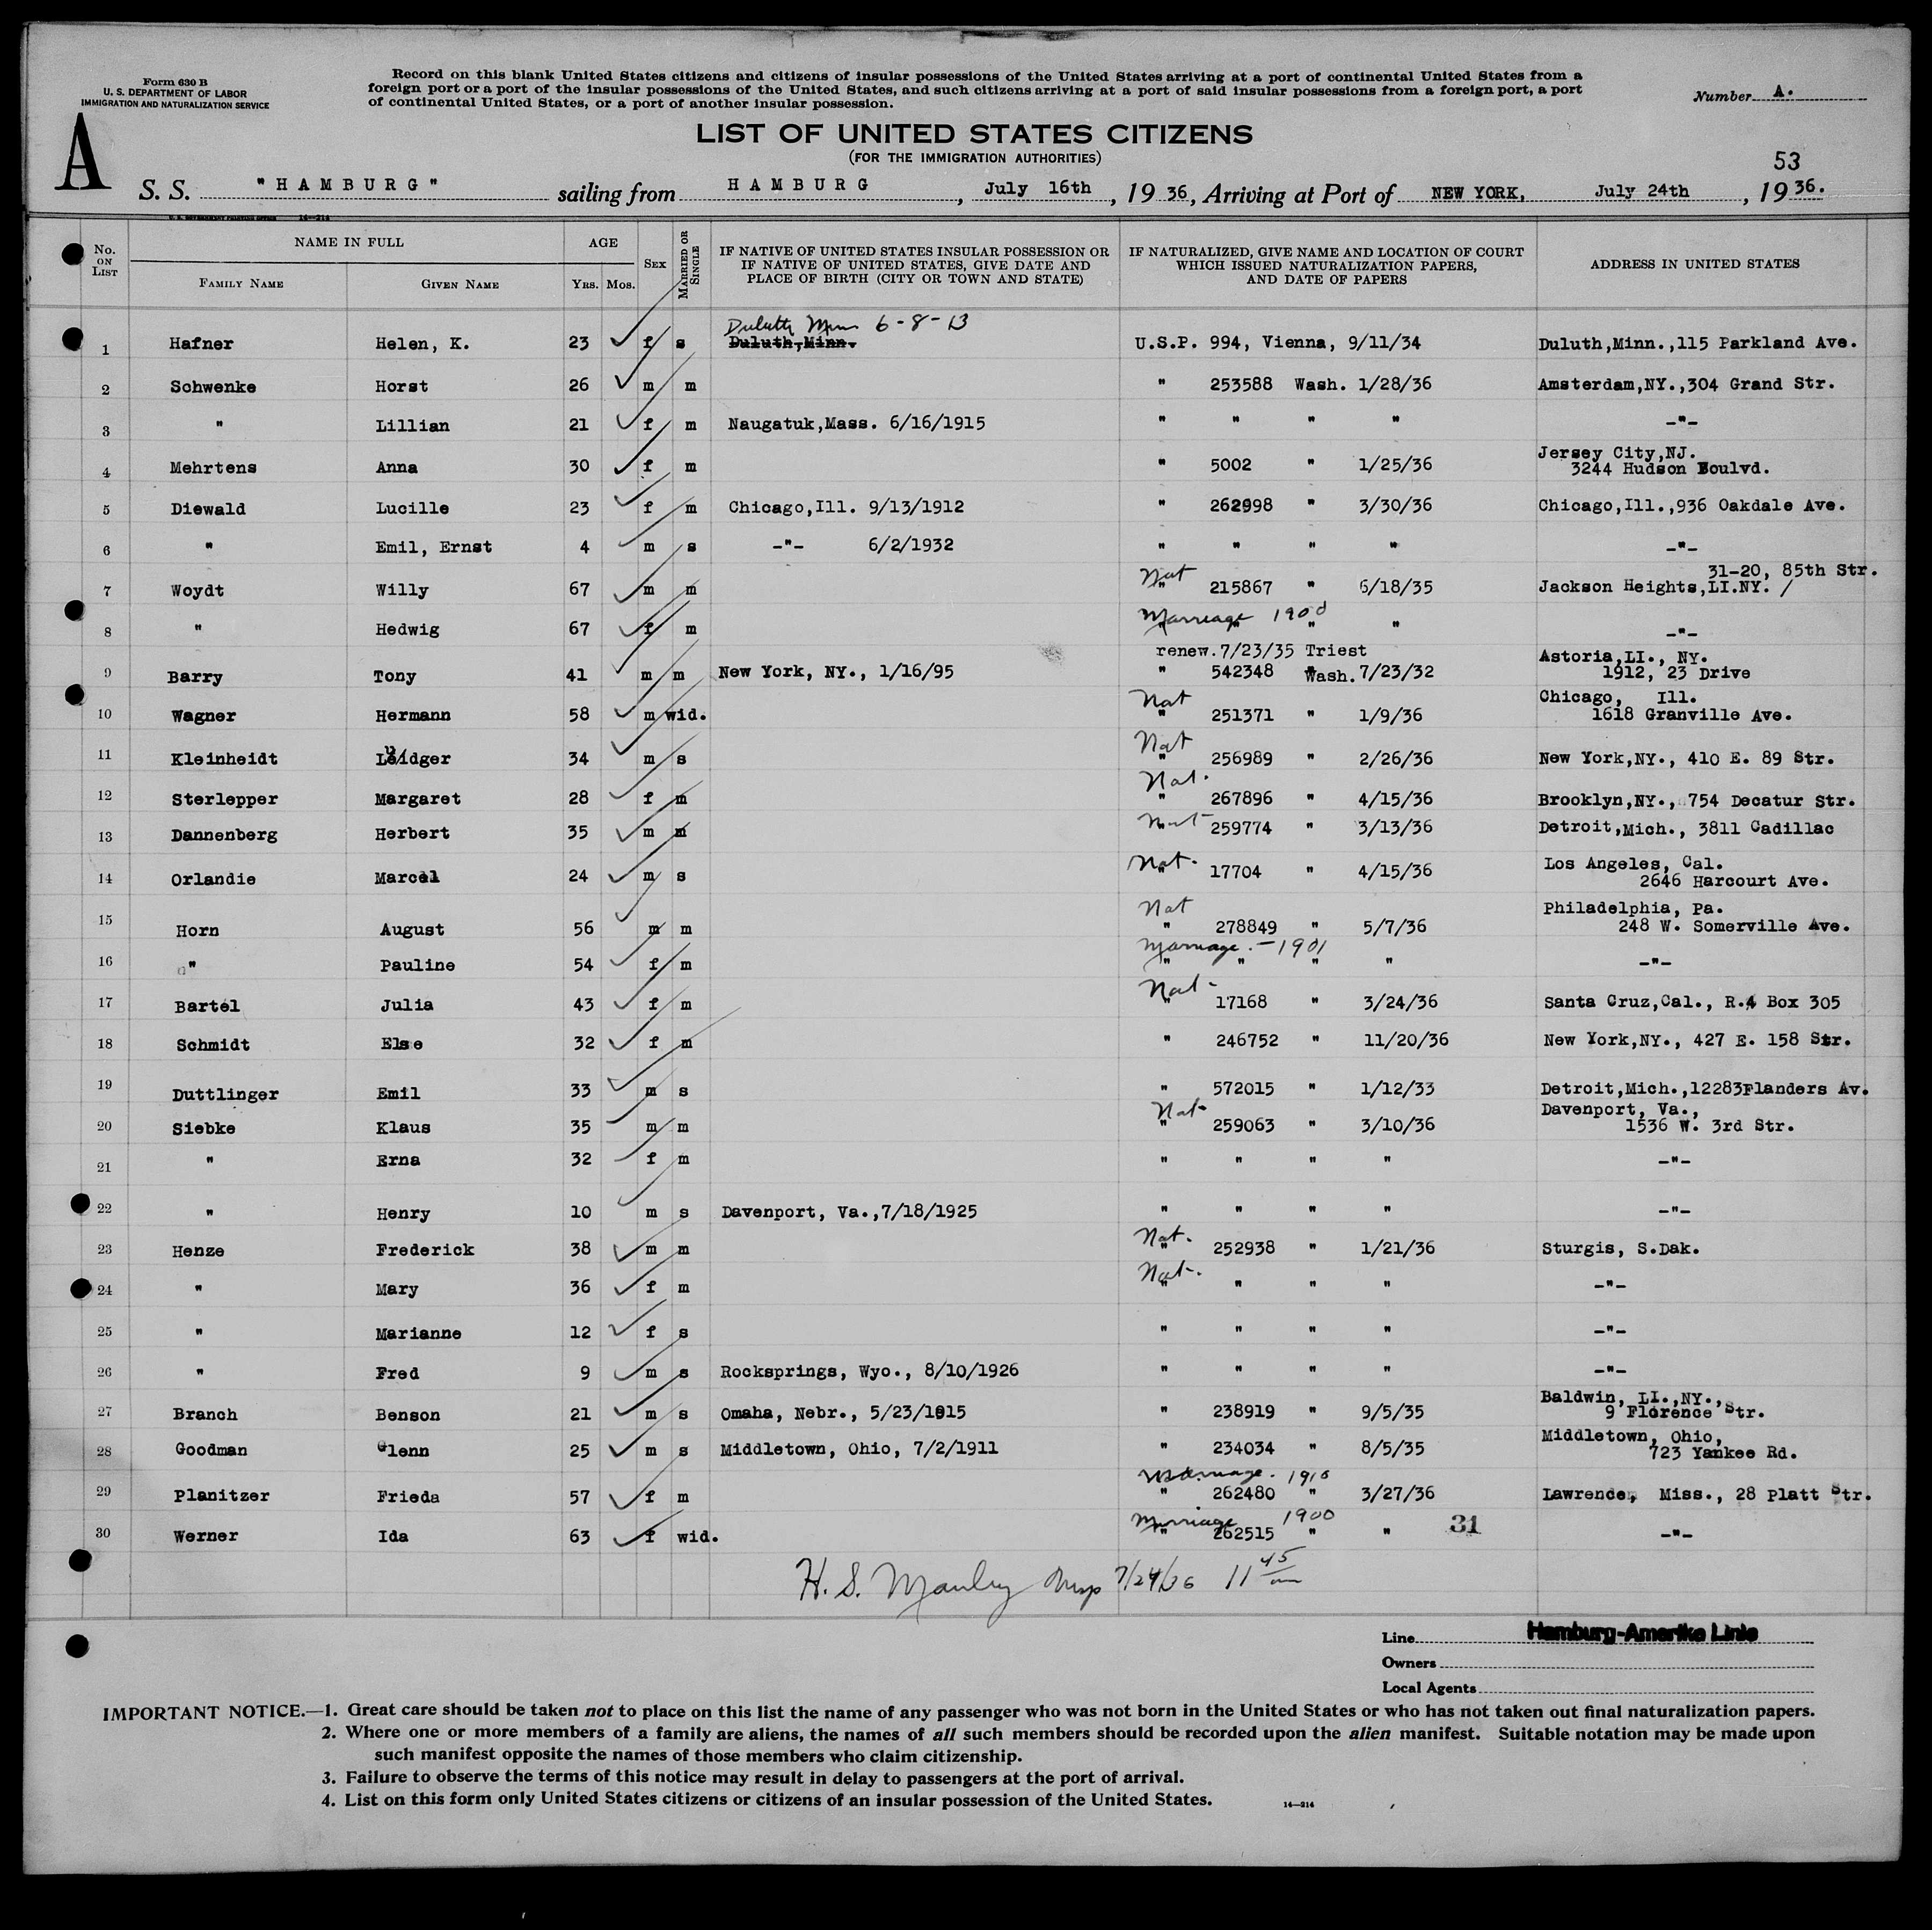 Form 630 B
U. S. DEPARTMENT OF LABOR
IMMIGRATION AND NATURALIZATION SERVICE
Record on this blank United States citizens and citizens of insular possessions of the United States arriving at a port of continental United States from a
foreign port or a port of the insular possessions of the United States, and such citizens arriving at a port of said insular possessions from a foreign port, a port
of continental United States, or a port of another insular possession.
Number A.
A
LIST OF UNITED STATES CITIZENS
(FOR THE IMMIGRATION AUTHORITIES)
53
S. S. "HAMBURG" sailing from HAMBURG, July 16th, 1936, Arriving at Port of NEW YORK, July 24th, 1936.
No. ON LIST
NAME IN FULL
FAMILY NAME GIVEN NAME
AGE
YRS. MOS.
SEX
MARRIED OR SINGLE
IF NATIVE OF UNITED STATES INSULAR POSSESSION OR
IF NATIVE OF UNITED STATES, GIVE DATE AND
PLACE OF BIRTH (CITY OR TOWN AND STATE)
IF NATURALIZED, GIVE NAME AND LOCATION OF COURT
WHICH ISSUED NATURALIZATION PAPERS,
AND DATE OF PAPERS
ADDRESS IN UNITED STATES
Duluth Minn 6-8-13
1 Hafner Helen, K. 23 f s Duluth,Minn. U.S.P. 994, Vienna, 9/11/34 Duluth,Minn.,115 Parkland Ave.
2 Schwenke Horst 26 m m " 253588 Wash. 1/28/36 Amsterdam,NY.,304 Grand Str.
3 " Lillian 21 f m Naugatuk,Mass. 6/16/1915 " " " " -"-
Jersey City,NJ.
4 Mehrtens Anna 30 f m " 5002 " 1/25/36 3244 Hudson Boulvd.
5 Diewald Lucille 23 f m Chicago,Ill. 9/13/1912 " 262998 " 3/30/36 Chicago,Ill.,936 Oakdale Ave.
6 " Emil, Ernst 4 m s -"- 6/2/1932 " " " " -"-
Nat 31-20, 85th Str.
7 Woydt Willy 67 m m " 215867 " 6/18/35 Jackson Heights,LI.NY. /
Marriage 1900
8 " Hedwig 67 f m " " " " -"-
renew.7/23/35 Triest Astoria,LI., NY.
9 Barry Tony 41 m m New York, NY., 1/16/95 " 542348 Wash. 7/23/32 1912, 23 Drive
Nat Chicago, Ill.
10 Wagner Hermann 58 m wid. " 251371 " 1/9/36 1618 Granville Ave.
Nat
11 Kleinheidt Lüdger 34 m s " 256989 " 2/26/36 New York,NY., 410 E. 89 Str.
Nat.
12 Sterlepper Margaret 28 f m " 267896 " 4/15/36 Brooklyn,NY., 754 Decatur Str.
13 Dannenberg Herbert 35 m m Nat 259774 " 3/13/36 Detroit,Mich., 3811 Cadillac
Nat. Los Angeles, Cal.
14 Orlandie Marcel 24 m s " 17704 " 4/15/36 2646 Harcourt Ave.
Nat Philadelphia, Pa.
15 Horn August 56 m m " 278849 " 5/7/36 248 W. Somerville Ave.
Marriage.-1901
16 " Pauline 54 f m " " " " -"-
Nat-
17 Bartel Julia 43 f m " 17168 " 3/24/36 Santa Cruz,Cal., R.4 Box 305
18 Schmidt Else 32 f m " 246752 " 11/20/36 New York,NY., 427 E. 158 Str.
19 Duttlinger Emil 33 m s " 572015 " 1/12/33 Detroit,Mich.,12283Flanders Av.
Nat- Davenport, Va.,
20 Siebke Klaus 35 m m " 259063 " 3/10/36 1536 W. 3rd Str.
21 " Erna 32 f m " " " " -"-
22 " Henry 10 m s Davenport, Va.,7/18/1925 " " " " -"-
Nat.
23 Henze Frederick 38 m m " 252938 " 1/21/36 Sturgis, S.Dak.
Nat-.
24 " Mary 36 f m " " " " -"-
25 " Marianne 12 f s " " " " -"-
26 " Fred 9 m s Rocksprings, Wyo., 8/10/1926 " " " " -"-
Baldwin, LI.,NY.,
27 Branch Benson 21 m s Omaha, Nebr., 5/23/1915 " 238919 " 9/5/35 9 Florence Str.
Middletown, Ohio,
28 Goodman Glenn 25 m s Middletown, Ohio, 7/2/1911 " 234034 " 8/5/35 723 Yankee Rd.
Marriage. 1910
29 Planitzer Frieda 57 f m " 262480 " 3/27/36 Lawrence, Miss., 28 Platt Str.
Marriage 1900
30 Werner Ida 63 f wid. " 262515 " " 31 -"-
H. S. Manley Insp 7/24/36 11 45 am
Line Hamburg-Amerika Linie
Owners
Local Agents
IMPORTANT NOTICE.—1. Great care should be taken not to place on this list the name of any passenger who was not born in the United States or who has not taken out final naturalization papers.
2. Where one or more members of a family are aliens, the names of all such members should be recorded upon the alien manifest. Suitable notation may be made upon
such manifest opposite the names of those members who claim citizenship.
3. Failure to observe the terms of this notice may result in delay to passengers at the port of arrival.
4. List on this form only United States citizens or citizens of an insular possession of the United States.
14—214